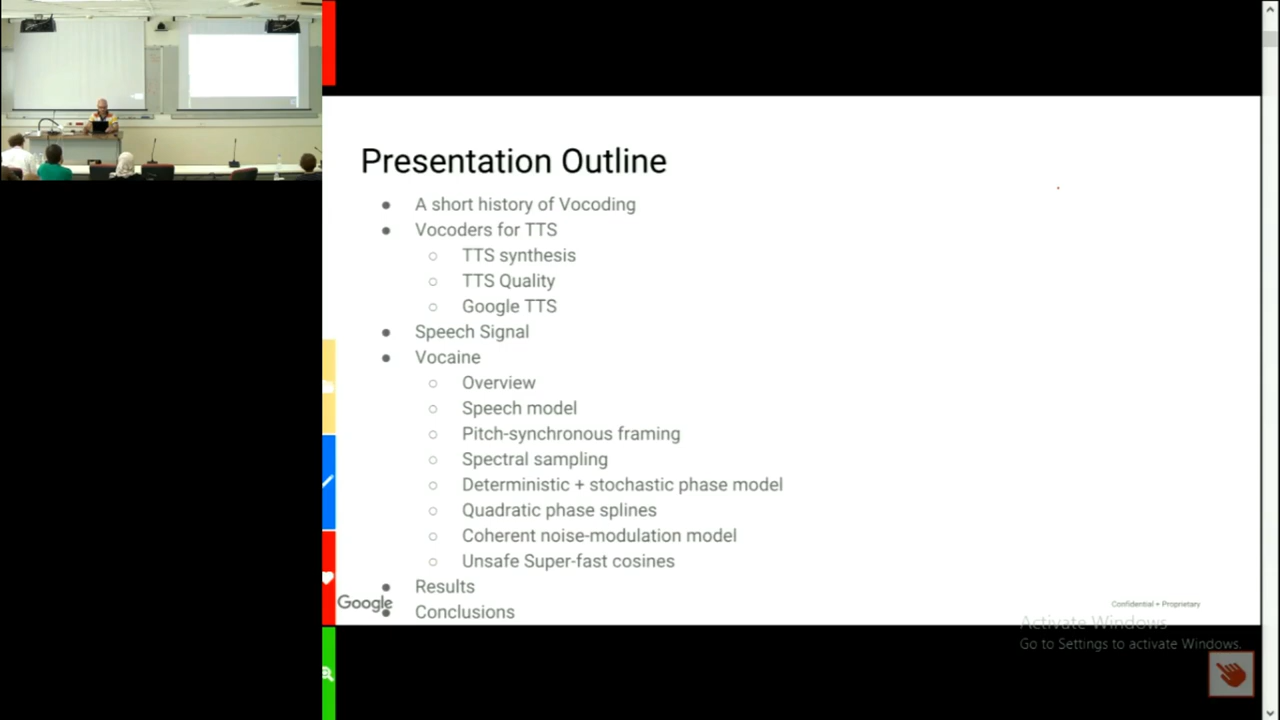 Presentation Outline
● A short history of Vocoding
● Vocoders for TTS
○ TTS synthesis
○ TTS Quality
○ Google TTS
● Speech Signal
● Vocaine
○ Overview
○ Speech model
○ Pitch-synchronous framing
○ Spectral sampling
○ Deterministic + stochastic phase model
○ Quadratic phase splines
○ Coherent noise-modulation model
○ Unsafe Super-fast cosines
● Results
● Conclusions
Google
Confidential + Proprietary
Activate Windows
Go to Settings to activate Windows.